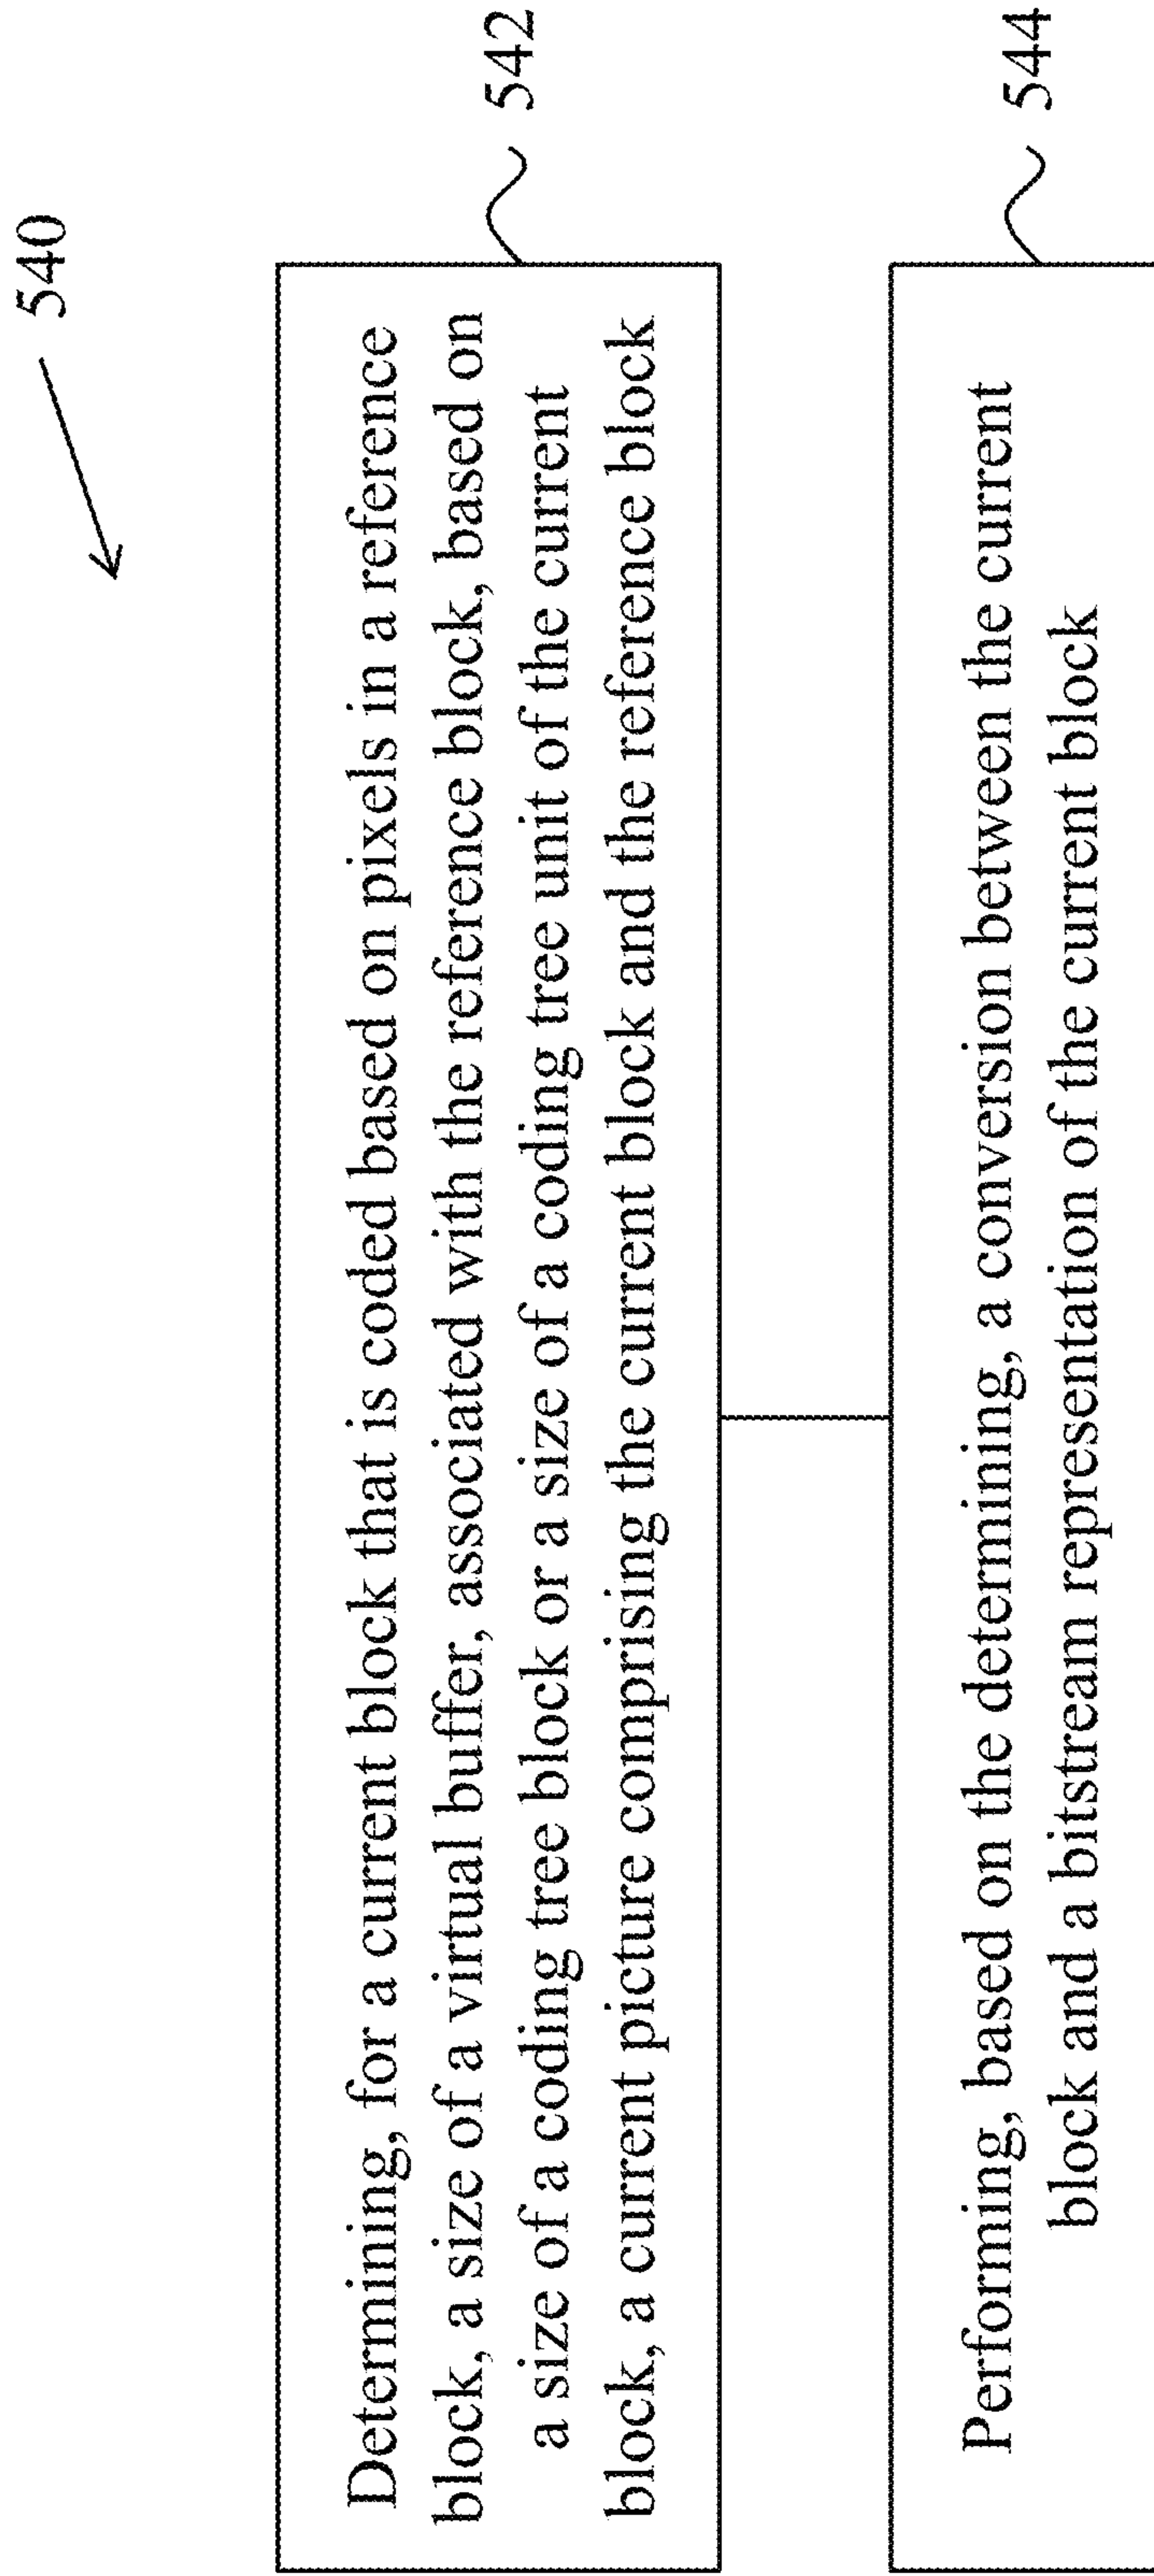 540
Determining, for a current block that is coded based on pixels in a reference
block, a size of a virtual buffer, associated with the reference block, based on
a size of a coding tree block or a size of a coding tree unit of the current
block, a current picture comprising the current block and the reference block
542
Performing, based on the determining, a conversion between the current
block and a bitstream representation of the current block
544